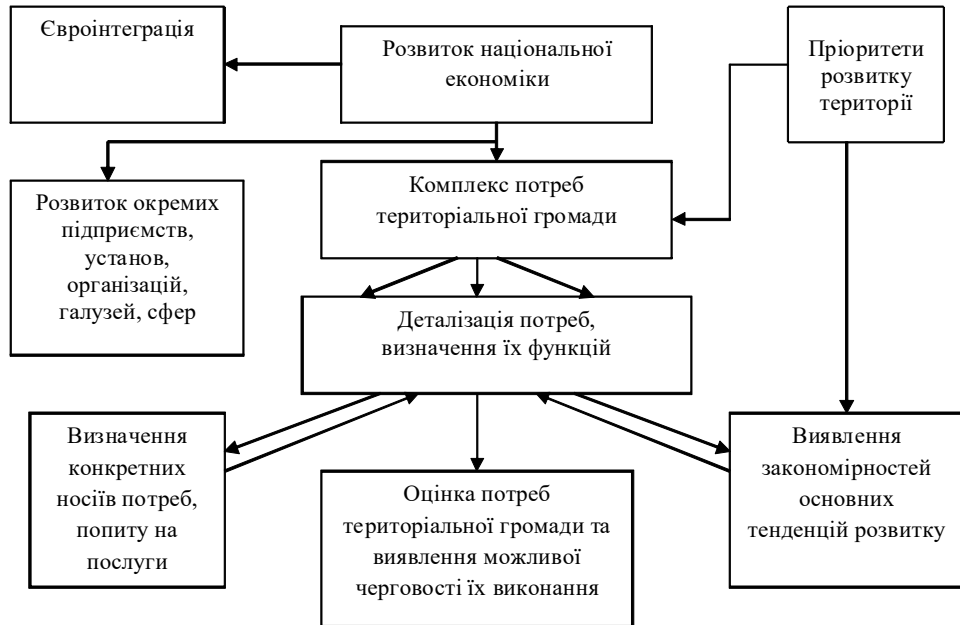 Євроінтеграція
Розвиток національної
економіки
Пріоритети
розвитку
території
Комплекс потреб
територіальної громади
Розвиток окремих
підприємств,
установ,
організацій,
галузей, сфер
Деталізація потреб,
визначення їх функцій
Визначення
конкретних
носіїв потреб,
попиту на
послуги
Оцінка потреб
територіальної громади та
виявлення можливої
черговості їх виконання
Виявлення
закономірностей
основних
тенденцій розвитку